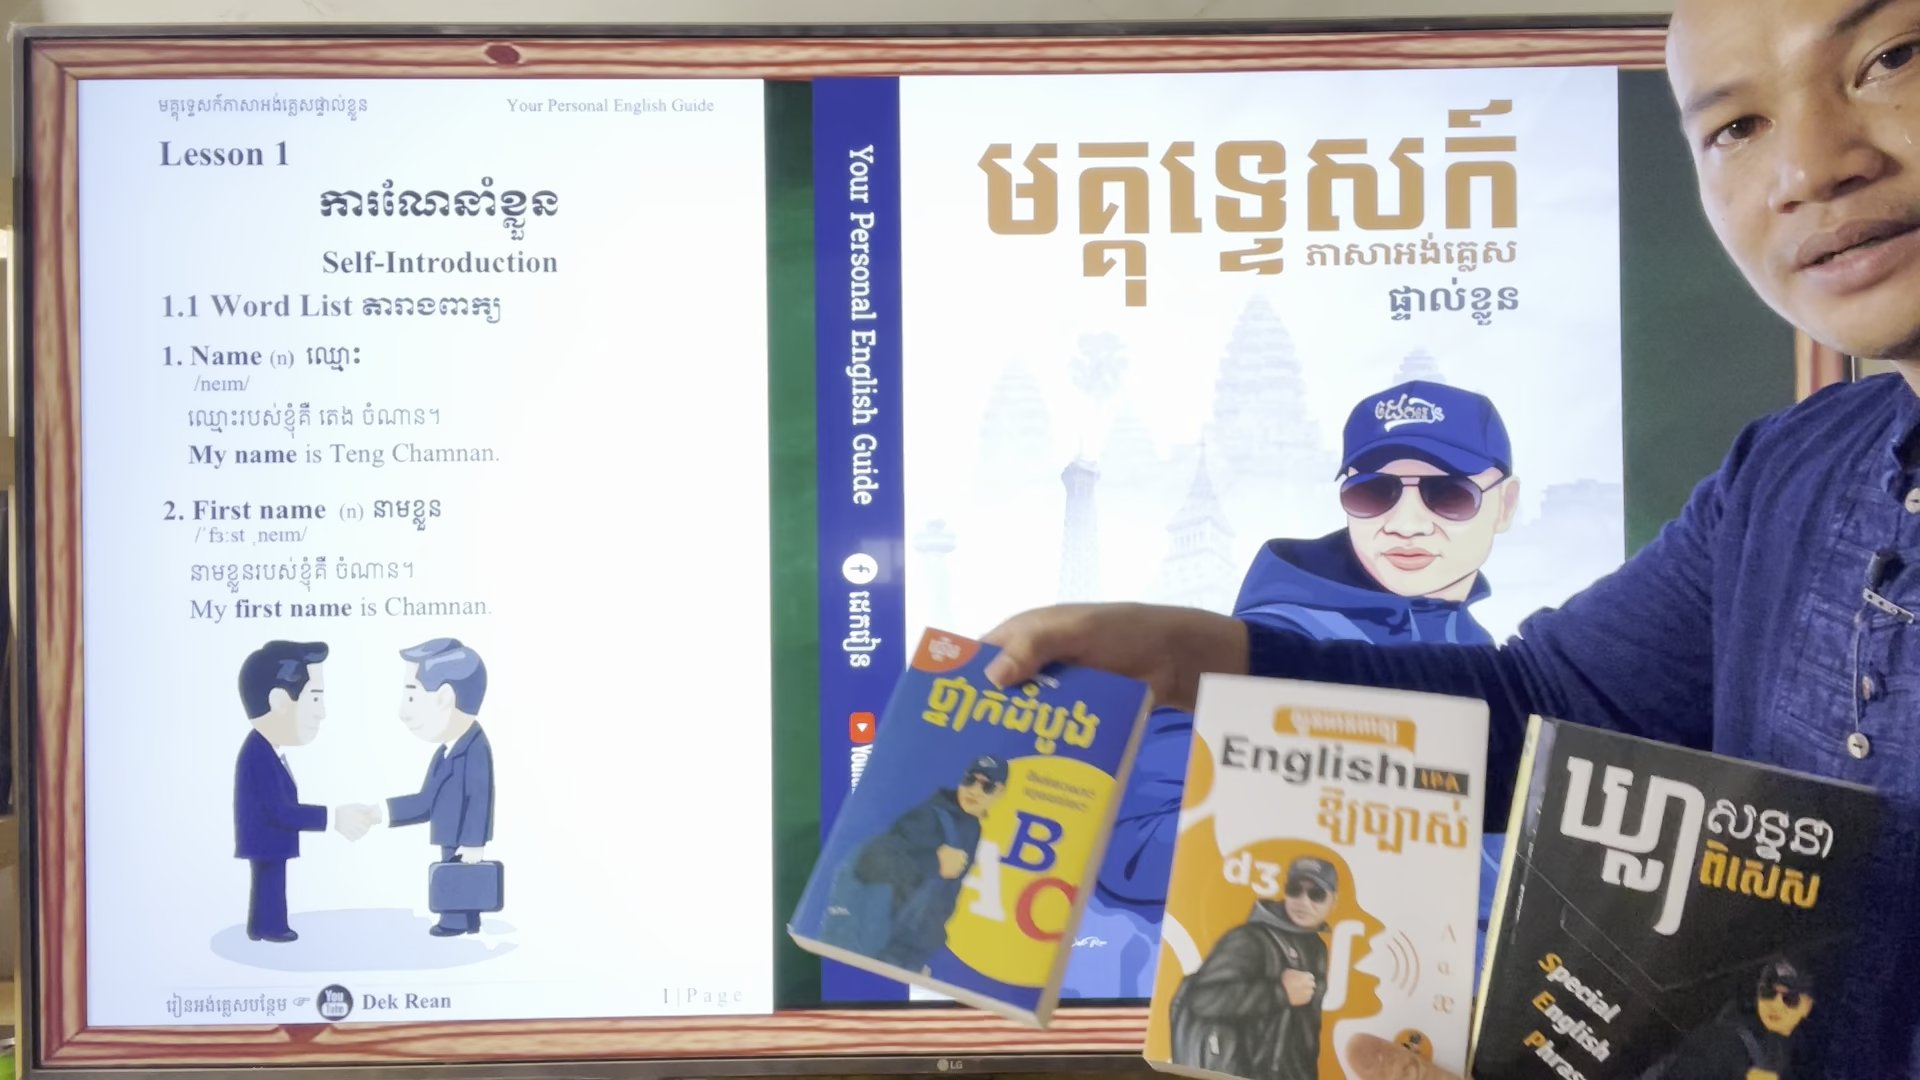 មគ្គុទ្ទេសក៍ភាសាអង់គ្លេសផ្ទាល់ខ្លួន
Your Personal English Guide
Lesson 1
ការណែនាំខ្លួន
Self-Introduction
1.1 Word List តារាងពាក្យ
1. Name (n) ឈ្មោះ
/neɪm/
ឈ្មោះរបស់ខ្ញុំគឺ តេង ចំណាន។
My name is Teng Chamnan.
2. First name (n) នាមខ្លួន
/ˈfɜːst ˌneɪm/
នាមខ្លួនរបស់ខ្ញុំគឺ ចំណាន។
My first name is Chamnan.
រៀនអង់គ្លេសបន្ថែម ☞ YouTube Dek Rean
1 | Page
Your Personal English Guide
ដេករៀន
មគ្គុទ្ទេសក៍
ភាសាអង់គ្លេស
ផ្ទាល់ខ្លួន
ដេករៀន
ថ្នាក់ដំបូង
A B C
English
ឱ្យច្បាស់
dʒ
ʌ
ɑ
æ
ឃ្លា
សន្ទនា
ពិសេស
Special
English
LG